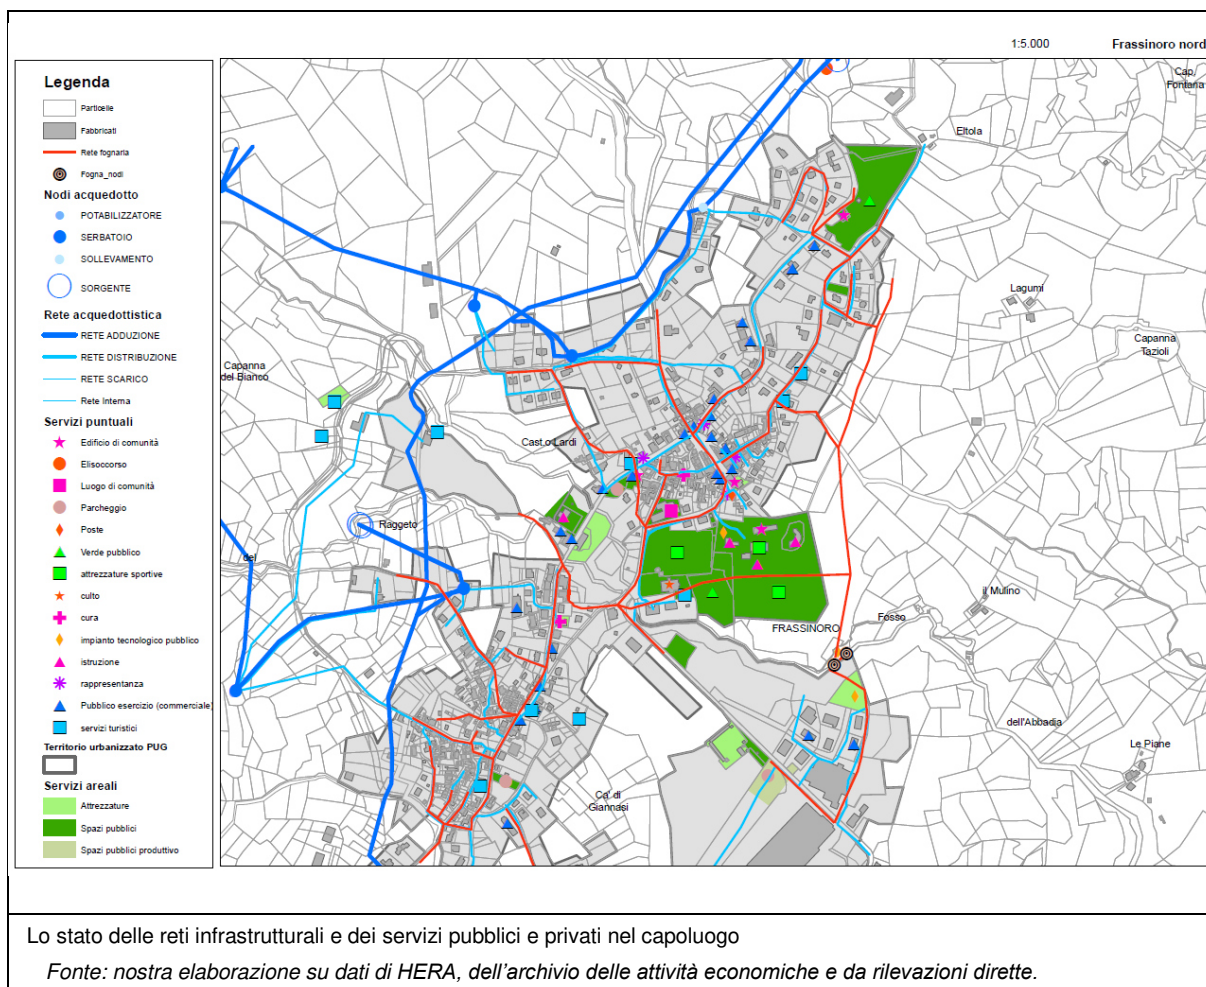 1:5.000 Frassinoro nord
Legenda
Particelle
Fabbricati
Rete fognaria
Fogna_nodi
Nodi acquedotto
POTABILIZZATORE
SERBATOIO
SOLLEVAMENTO
SORGENTE
Rete acquedottistica
RETE ADDUZIONE
RETE DISTRIBUZIONE
RETE SCARICO
Rete Interna
Servizi puntuali
Edificio di comunità
Elisoccorso
Luogo di comunità
Parcheggio
Poste
Verde pubblico
attrezzature sportive
culto
cura
impianto tecnologico pubblico
istruzione
rappresentanza
Pubblico esercizio (commerciale)
servizi turistici
Territorio urbanizzato PUG
Servizi areali
Attrezzature
Spazi pubblici
Spazi pubblici produttivo
Cap.
Fontana
Eltola
Lagumi
Capanna
Tazioli
Capanna
del Bianco
Cast o Lardi
Raggeto
del
il Mulino
Fosso
FRASSINORO
dell'Abbadia
Le Piane
Ca' di
Giannasi
Lo stato delle reti infrastrutturali e dei servizi pubblici e privati nel capoluogo
Fonte: nostra elaborazione su dati di HERA, dell'archivio delle attività economiche e da rilevazioni dirette.